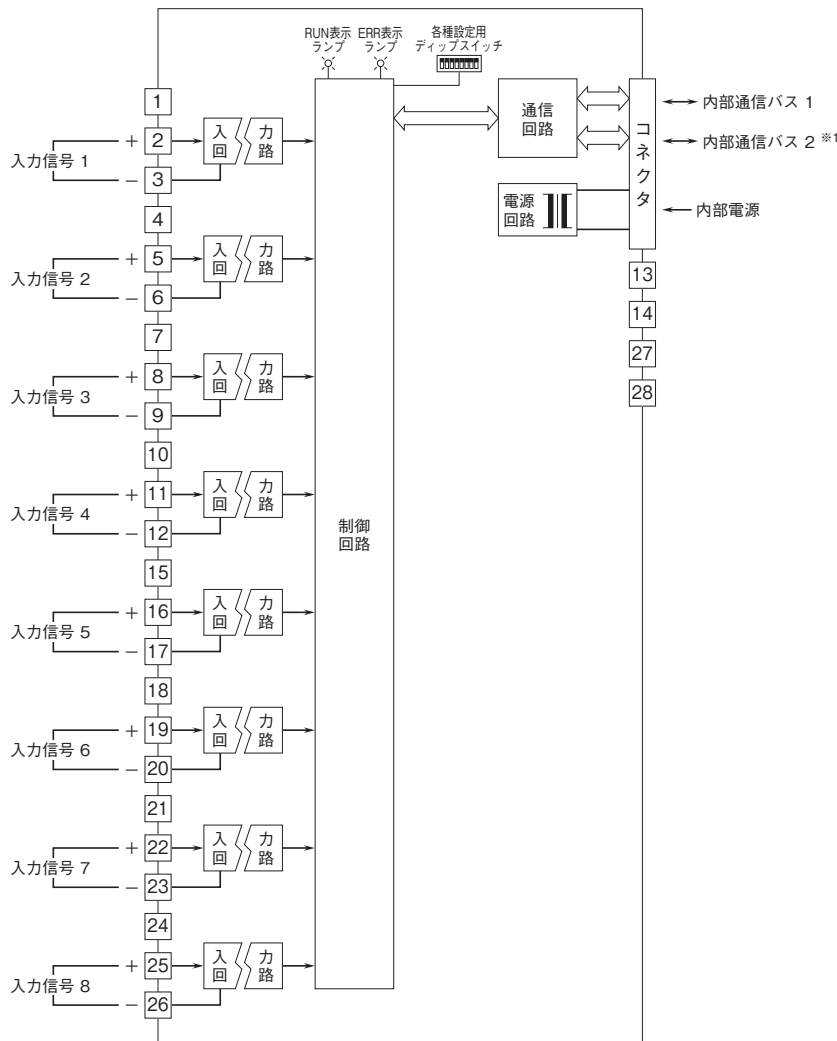 RUN表示 ERR表示 各種設定用
ランプ ランプ ディップスイッチ
1
入力信号 1
+ 2
− 3
入 力
回 路
4
入力信号 2
+ 5
− 6
入 力
回 路
7
入力信号 3
+ 8
− 9
入 力
回 路
10
入力信号 4
+ 11
− 12
入 力
回 路
15
入力信号 5
+ 16
− 17
入 力
回 路
18
入力信号 6
+ 19
− 20
入 力
回 路
21
入力信号 7
+ 22
− 23
入 力
回 路
24
入力信号 8
+ 25
− 26
入 力
回 路
制御
回路
通信
回路
電源
回路
コネクタ
内部通信バス 1
内部通信バス 2 ※1
内部電源
13
14
27
28